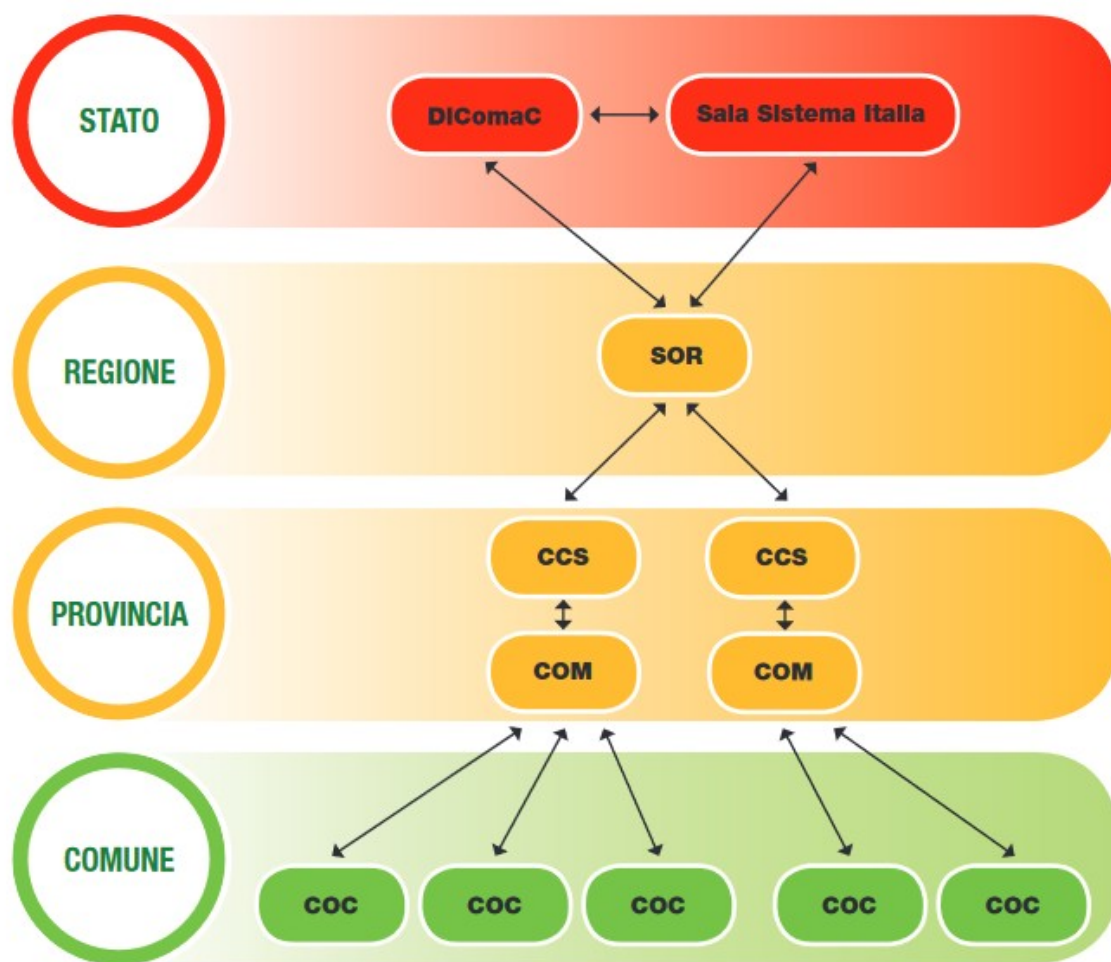 STATO
DIComaC
Sala Sistema Italia
REGIONE
SOR
PROVINCIA
CCS
CCS
COM
COM
COMUNE
COC
COC
COC
COC
COC